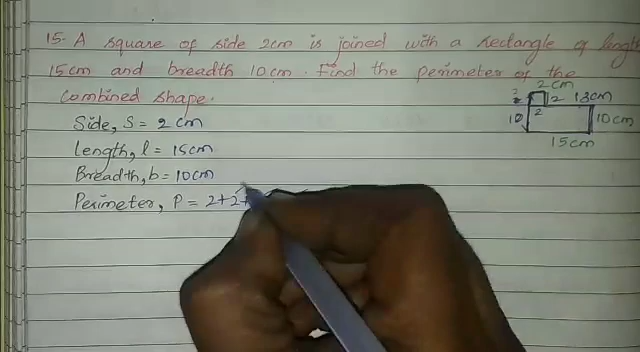 15. A square of side 2cm is joined with a rectangle of length
15cm and breadth 10cm. Find the perimeter of the
combined shape.
2cm
2 2 13cm
2
10 10cm
15cm
Side, S = 2cm
Length, l = 15cm
Breadth, b = 10cm
Perimeter, P = 2+2+